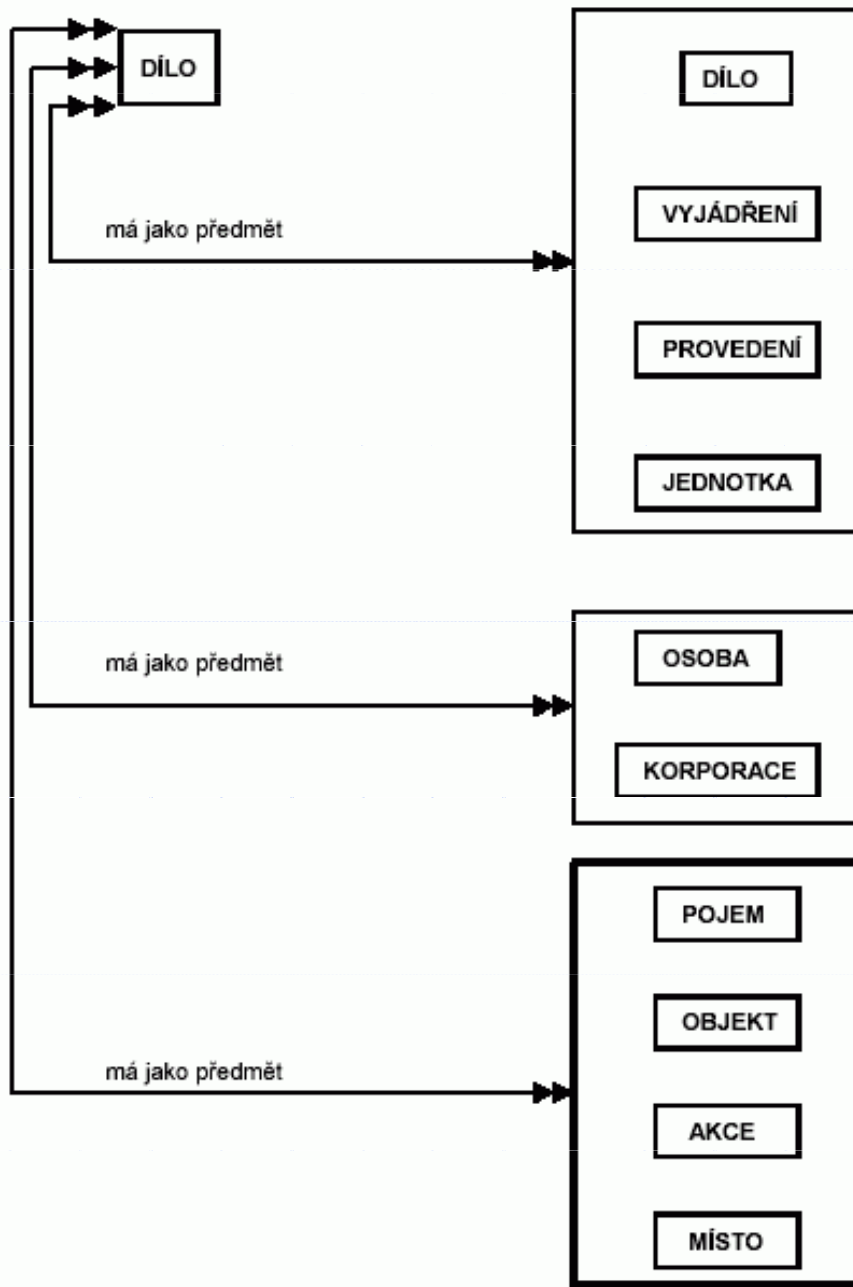 DÍLO
DÍLO
VYJÁDŘENÍ
má jako předmět
PROVEDENÍ
JEDNOTKA
má jako předmět
OSOBA
KORPORACE
POJEM
OBJEKT
má jako předmět
AKCE
MÍSTO